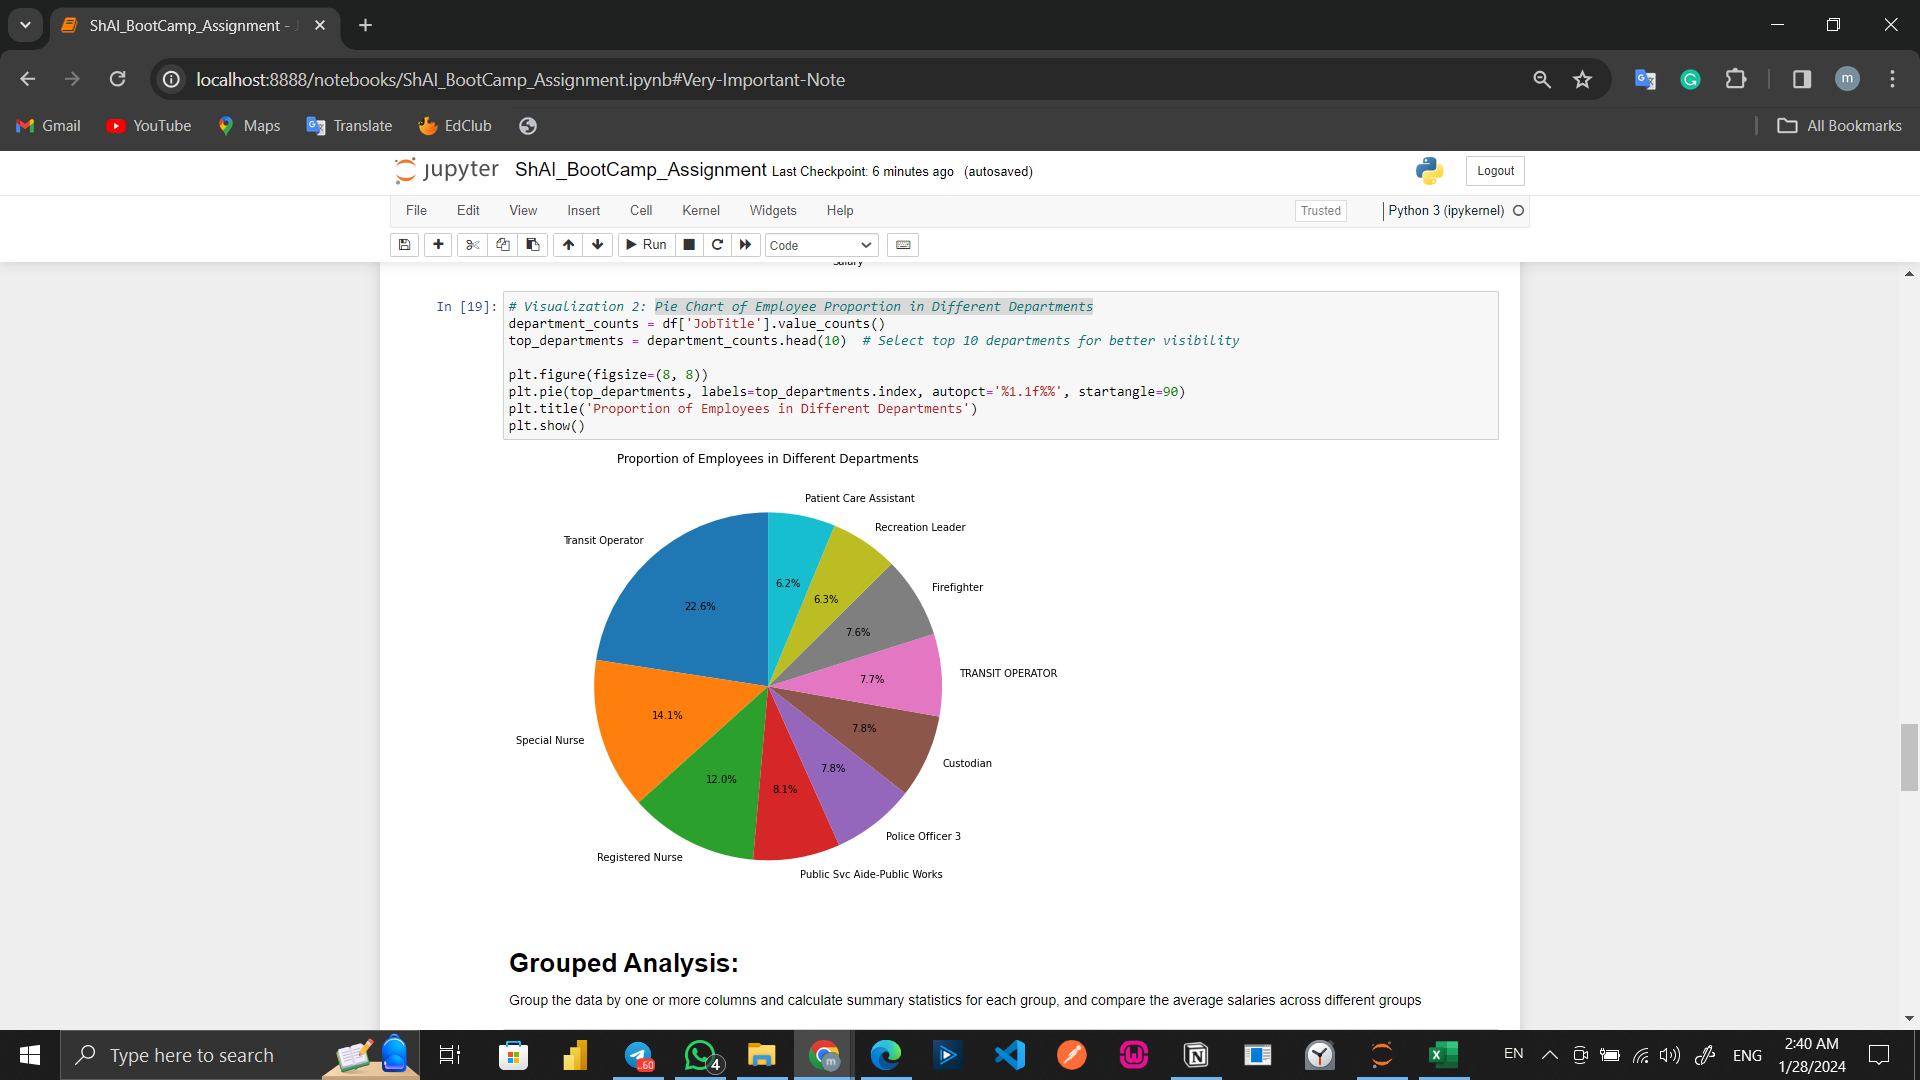 ShAI_BootCamp_Assignment - J
localhost:8888/notebooks/ShAI_BootCamp_Assignment.ipynb#Very-Important-Note
m
Gmail
YouTube
Maps
Translate
EdClub
All Bookmarks
jupyter
ShAI_BootCamp_Assignment Last Checkpoint: 6 minutes ago (autosaved)
Logout
File Edit View Insert Cell Kernel Widgets Help
Trusted
Python 3 (ipykernel)
Run
Code
Salary
In [19]:
# Visualization 2: Pie Chart of Employee Proportion in Different Departments
department_counts = df['JobTitle'].value_counts()
top_departments = department_counts.head(10)  # Select top 10 departments for better visibility
plt.figure(figsize=(8, 8))
plt.pie(top_departments, labels=top_departments.index, autopct='%1.1f%%', startangle=90)
plt.title('Proportion of Employees in Different Departments')
plt.show()
Proportion of Employees in Different Departments
Patient Care Assistant
Recreation Leader
Transit Operator
6.2%
Firefighter
6.3%
22.6%
7.6%
TRANSIT OPERATOR
7.7%
14.1%
7.8%
Special Nurse
Custodian
7.8%
12.0%
8.1%
Police Officer 3
Registered Nurse
Public Svc Aide-Public Works
Grouped Analysis:
Group the data by one or more columns and calculate summary statistics for each group, and compare the average salaries across different groups
Type here to search
..60
4
m
EN
ENG
2:40 AM
1/28/2024